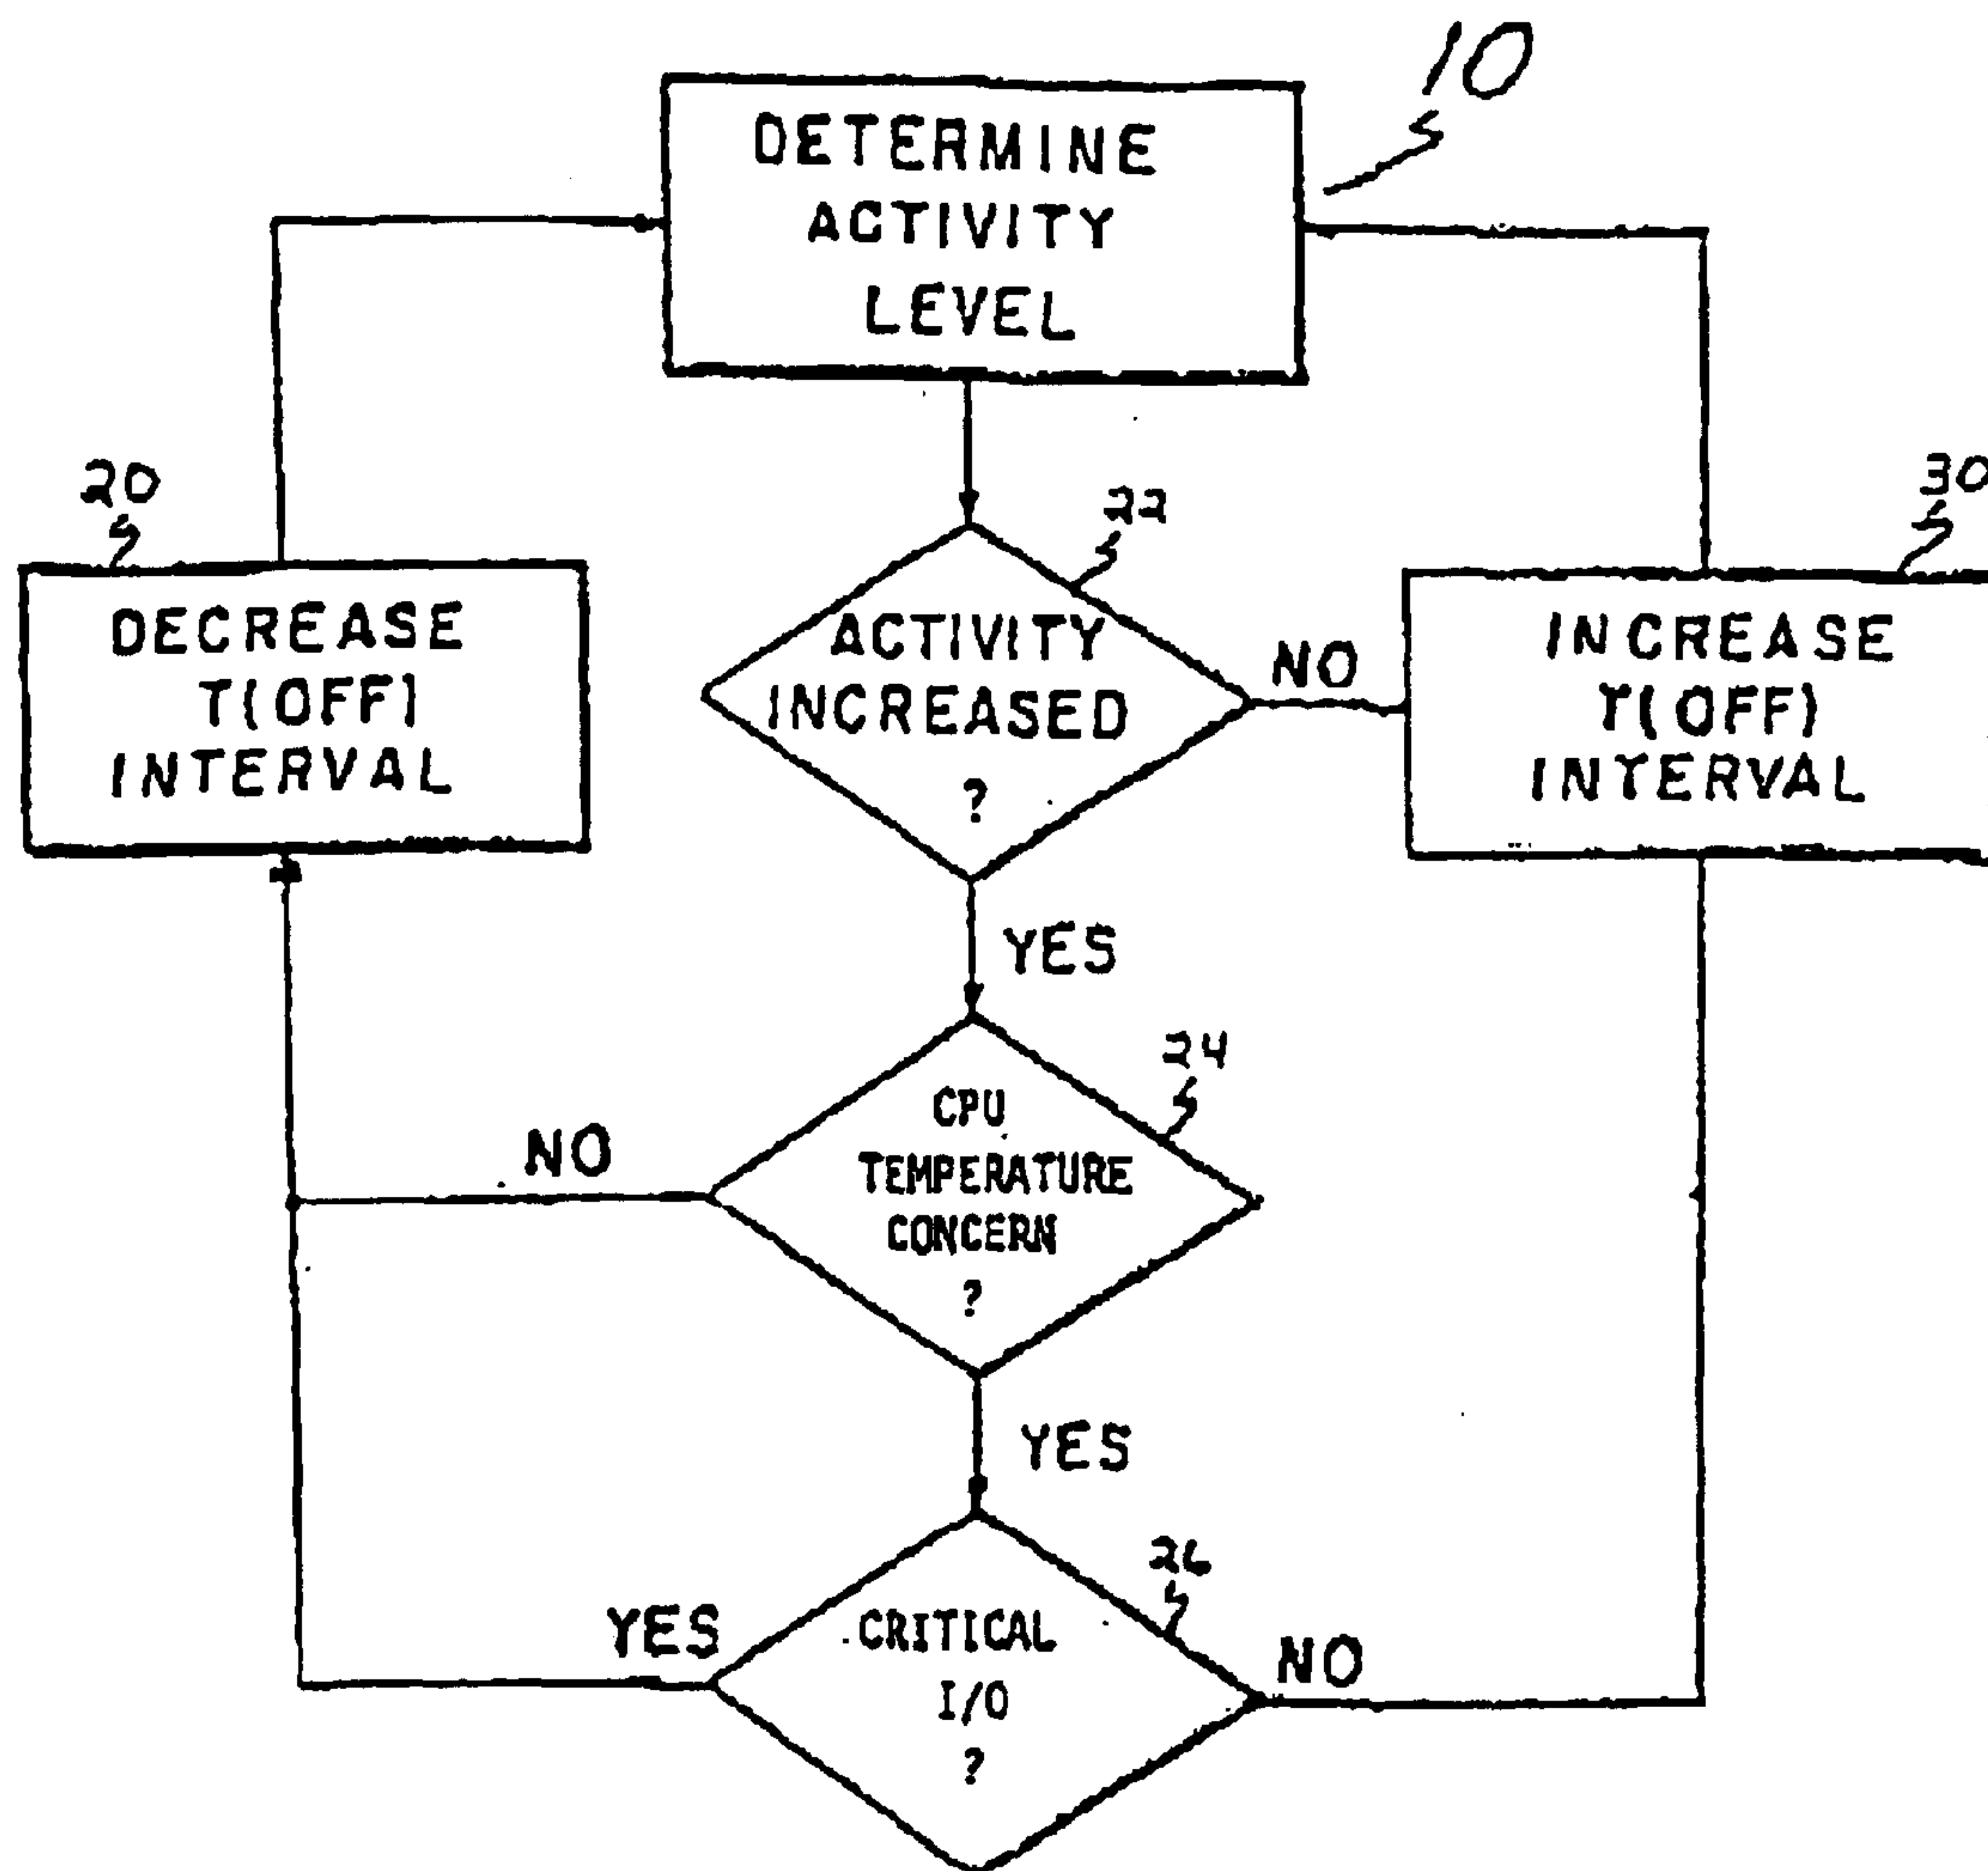 10
DETERMINE
ACTIVITY
LEVEL
20
22
30
DECREASE
T(OFF)
INTERVAL
ACTIVITY
INCREASED
?
NO
INCREASE
T(OFF)
INTERVAL
YES
24
CPU
TEMPERATURE
CONCERN
?
NO
YES
26
YES
CRITICAL
I/O
?
NO